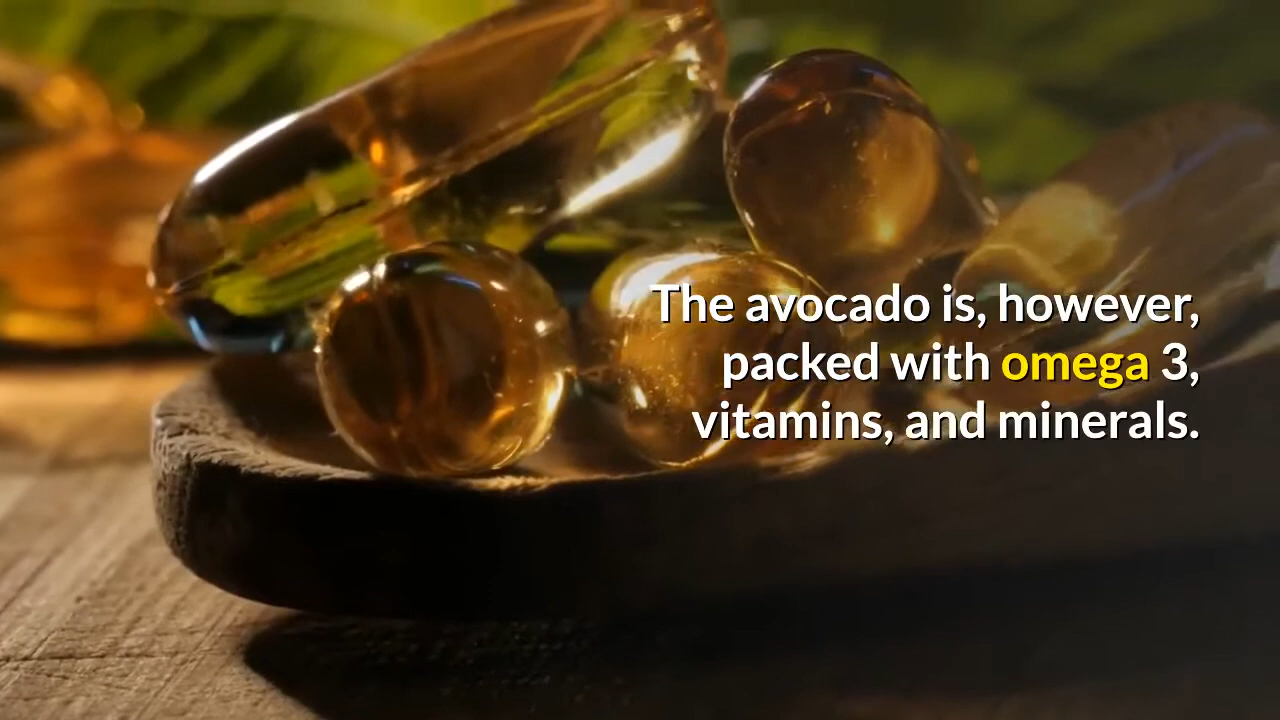 The avocado is, however,
packed with omega 3,
vitamins, and minerals.